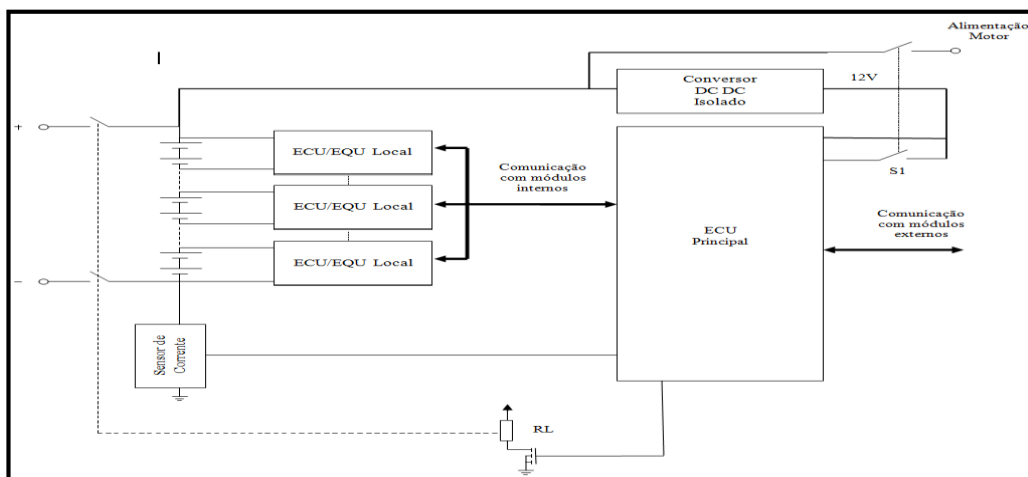 I
Alimentação
Motor
Conversor
DC DC
Isolado
12V
+
ECU/EQU Local
ECU/EQU Local
ECU/EQU Local
Comunicação
com módulos
internos
S1
ECU
Principal
Comunicação
com módulos
externos
−
Sensor de
Corrente
RL